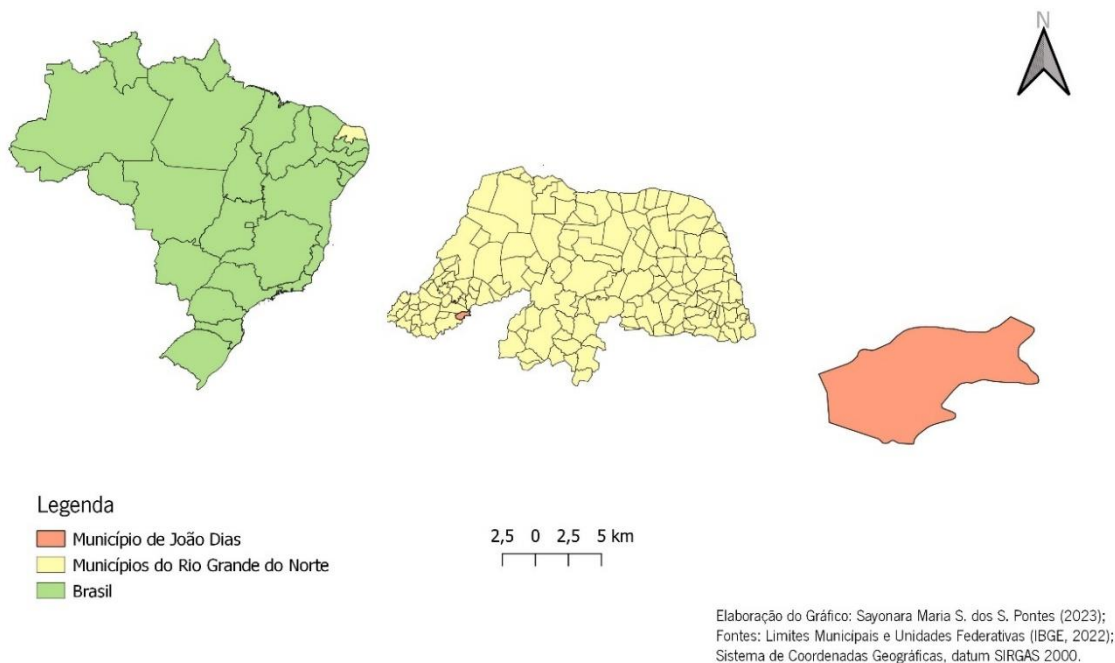 N
Legenda
Município de João Dias
Municípios do Rio Grande do Norte
Brasil
2,5 0 2,5 5 km
Elaboração do Gráfico: Sayonara Maria S. dos S. Pontes (2023);
Fontes: Limites Municipais e Unidades Federativas (IBGE, 2022);
Sistema de Coordenadas Geográficas, datum SIRGAS 2000.